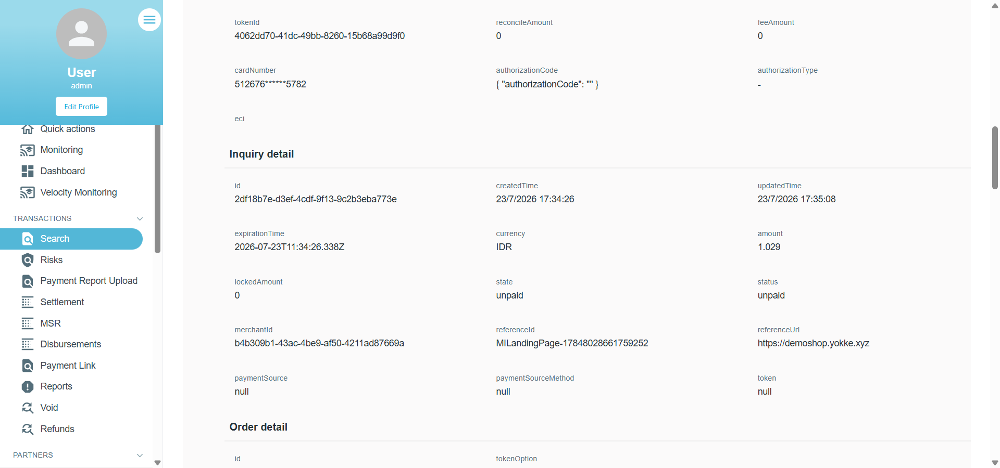 User
admin
Edit Profile
Quick actions
Monitoring
Dashboard
Velocity Monitoring
TRANSACTIONS
Search
Risks
Payment Report Upload
Settlement
MSR
Disbursements
Payment Link
Reports
Void
Refunds
PARTNERS
tokenId reconcileAmount feeAmount
4062dd70-41dc-49bb-8260-15b68a99d9f0 0 0
cardNumber authorizationCode authorizationType
512676******5782 { "authorizationCode": "" } -
eci
Inquiry detail
id createdTime updatedTime
2df18b7e-d3ef-4cdf-9f13-9c2b3eba773e 23/7/2026 17:34:26 23/7/2026 17:35:08
expirationTime currency amount
2026-07-23T11:34:26.338Z IDR 1.029
lockedAmount state status
0 unpaid unpaid
merchantId referenceId referenceUrl
b4b309b1-43ac-4be9-af50-4211ad87669a MILandingPage-17848028661759252 https://demoshop.yokke.xyz
paymentSource paymentSourceMethod token
null null null
Order detail
id tokenOption